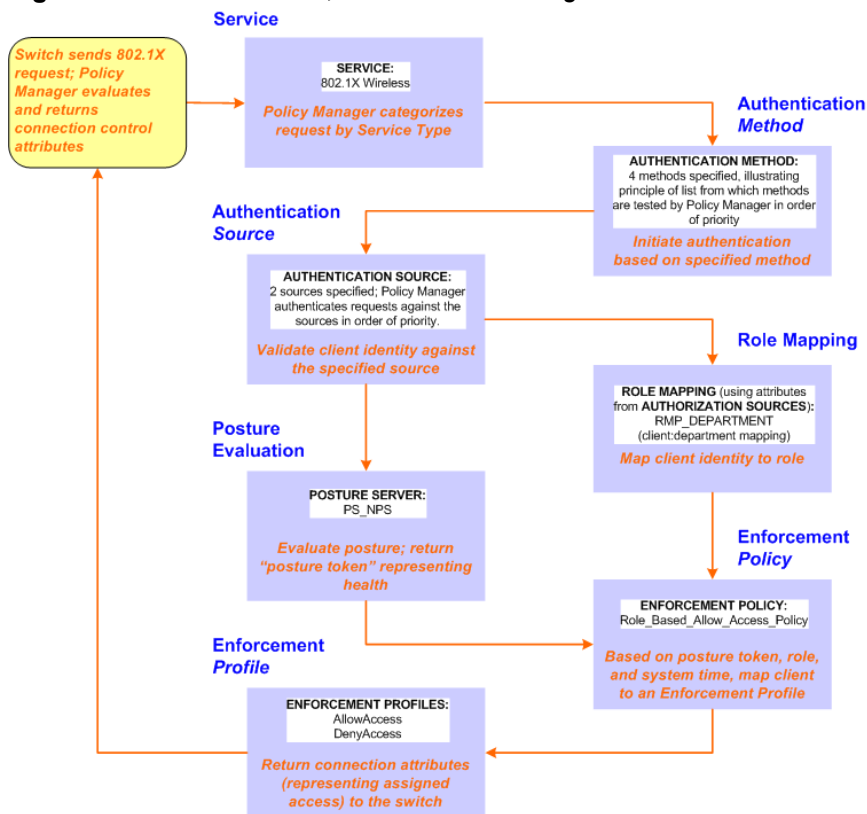 Service
Switch sends 802.1X
request; Policy
Manager evaluates
and returns
connection control
attributes
SERVICE:
802.1X Wireless
Policy Manager categorizes
request by Service Type
Authentication
Method
AUTHENTICATION METHOD:
4 methods specified, illustrating
principle of list from which methods
are tested by Policy Manager in order
of priority
Initiate authentication
based on specified method
Authentication
Source
AUTHENTICATION SOURCE:
2 sources specified; Policy Manager
authenticates requests against the
sources in order of priority.
Validate client identity against
the specified source
Role Mapping
ROLE MAPPING (using attributes
from AUTHORIZATION SOURCES):
RMP_DEPARTMENT
(client:department mapping)
Map client identity to role
Posture
Evaluation
POSTURE SERVER:
PS_NPS
Evaluate posture; return
“posture token” representing
health
Enforcement
Policy
ENFORCEMENT POLICY:
Role_Based_Allow_Access_Policy
Based on posture token, role,
and system time, map client
to an Enforcement Profile
Enforcement
Profile
ENFORCEMENT PROFILES:
AllowAccess
DenyAccess
Return connection attributes
(representing assigned
access) to the switch